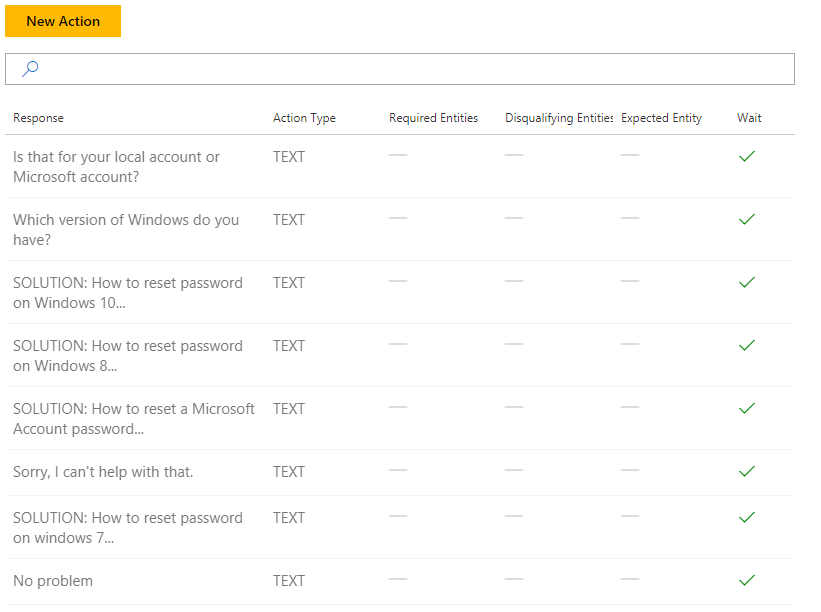 New Action
Response Action Type Required Entities Disqualifying Entities Expected Entity Wait
Is that for your local account or TEXT
Microsoft account?
Which version of Windows do you TEXT
have?
SOLUTION: How to reset password TEXT
on Windows 10...
SOLUTION: How to reset password TEXT
on Windows 8...
SOLUTION: How to reset a Microsoft TEXT
Account password...
Sorry, I can't help with that. TEXT
SOLUTION: How to reset password TEXT
on windows 7...
No problem TEXT